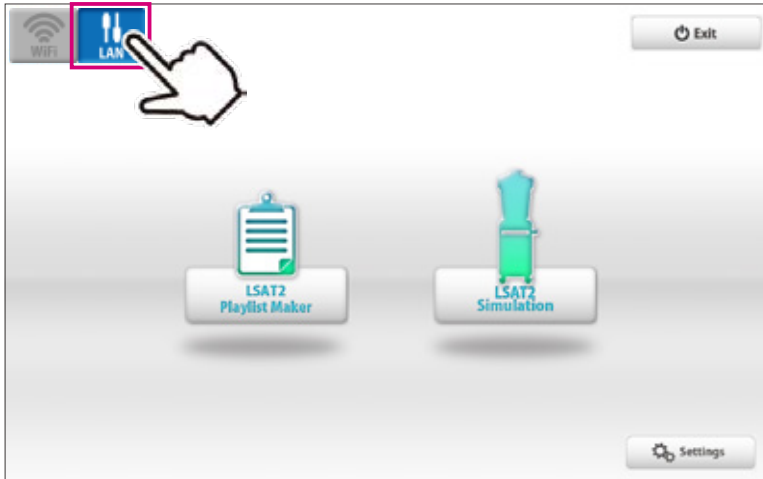 WiFi
LAN
Exit
LSAT2
Playlist Maker
LSAT2
Simulation
Settings